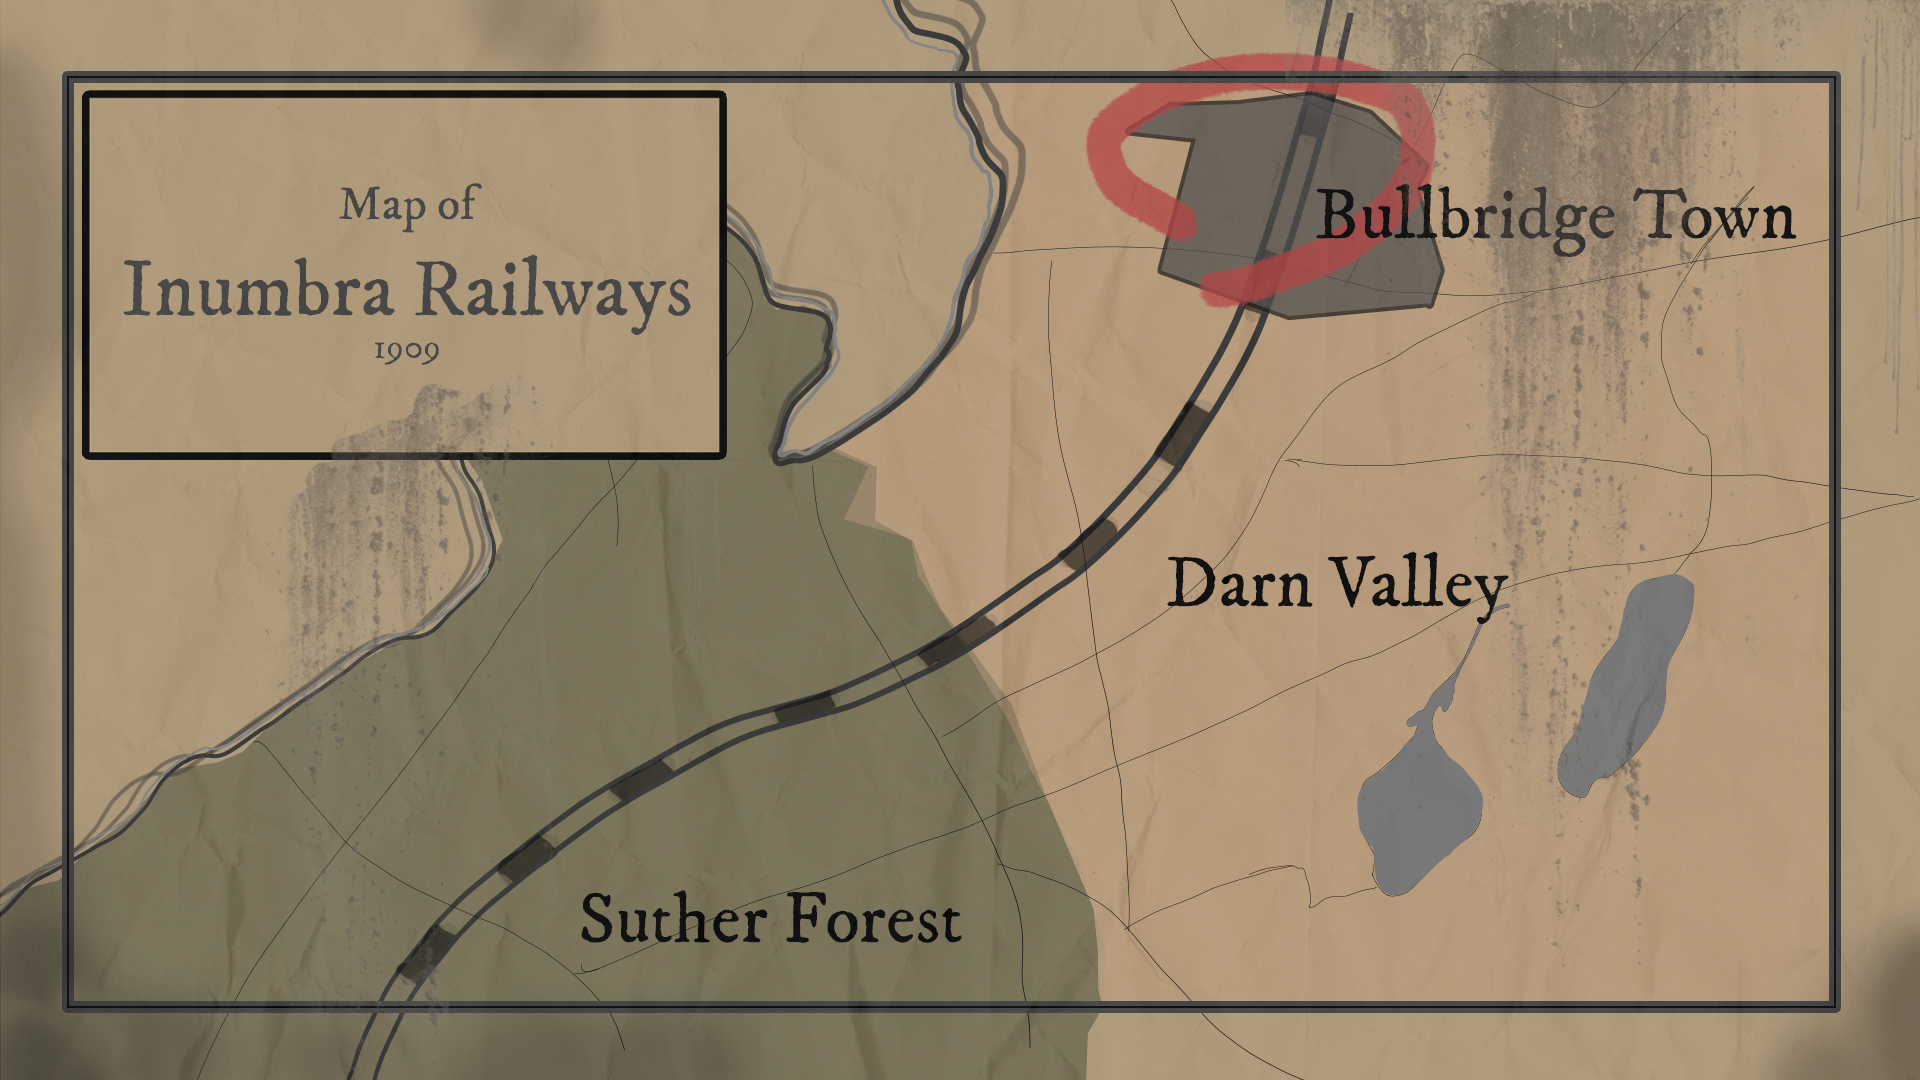 Map of
Inumbra Railways
1909
Bullbridge Town
Darn Valley
Suther Forest